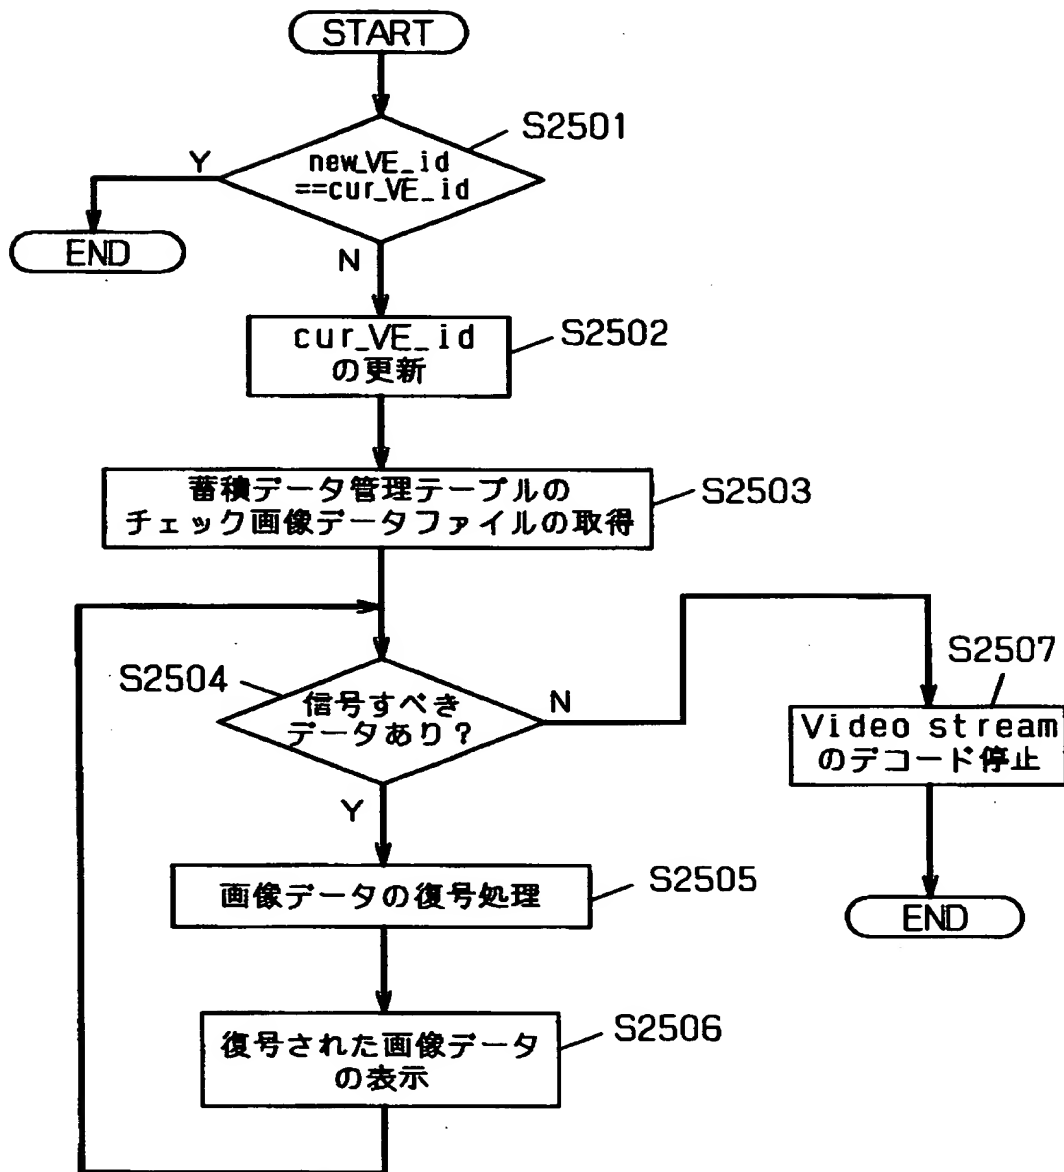 START
S2501
Y
new_VE_id
==cur_VE_id
END
N
cur_VE_id
の更新
S2502
蓄積データ管理テーブルの
チェック画像データファイルの取得
S2503
S2504
信号すべき
データあり?
N
S2507
Video stream
のデコード停止
Y
画像データの復号処理
S2505
END
復号された画像データ
の表示
S2506